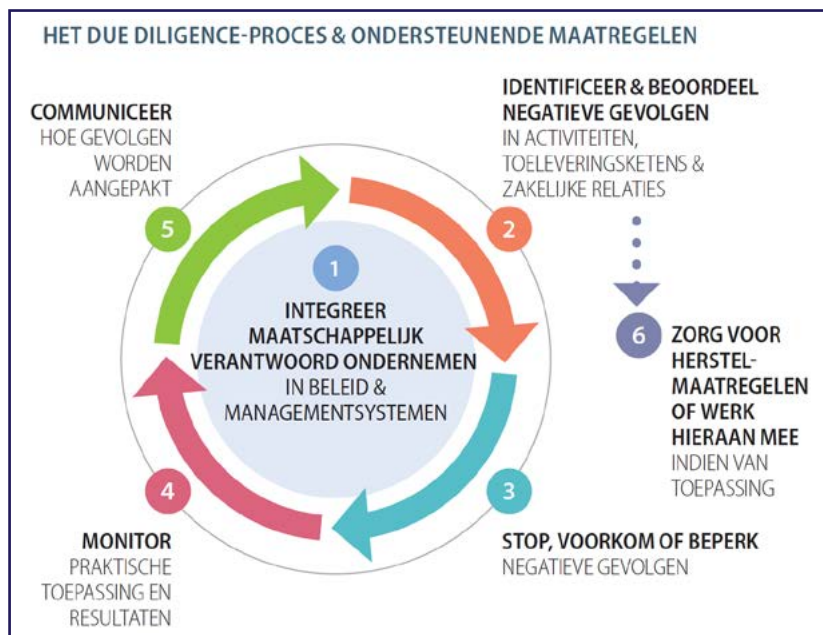 HET DUE DILIGENCE-PROCES & ONDERSTEUNENDE MAATREGELEN
1
INTEGREER
MAATSCHAPPELIJK
VERANTWOORD ONDERNEMEN
IN BELEID &
MANAGEMENTSYSTEMEN
2
IDENTIFICEER & BEOORDEEL
NEGATIEVE GEVOLGEN
IN ACTIVITEITEN,
TOELEVERINGSKETENS &
ZAKELIJKE RELATIES
3
STOP, VOORKOM OF BEPERK
NEGATIEVE GEVOLGEN
4
MONITOR
PRAKTISCHE
TOEPASSING EN
RESULTATEN
5
COMMUNICEER
HOE GEVOLGEN
WORDEN
AANGEPAKT
6
ZORG VOOR
HERSTEL-
MAATREGELEN
OF WERK
HIERAAN MEE
INDIEN VAN
TOEPASSING